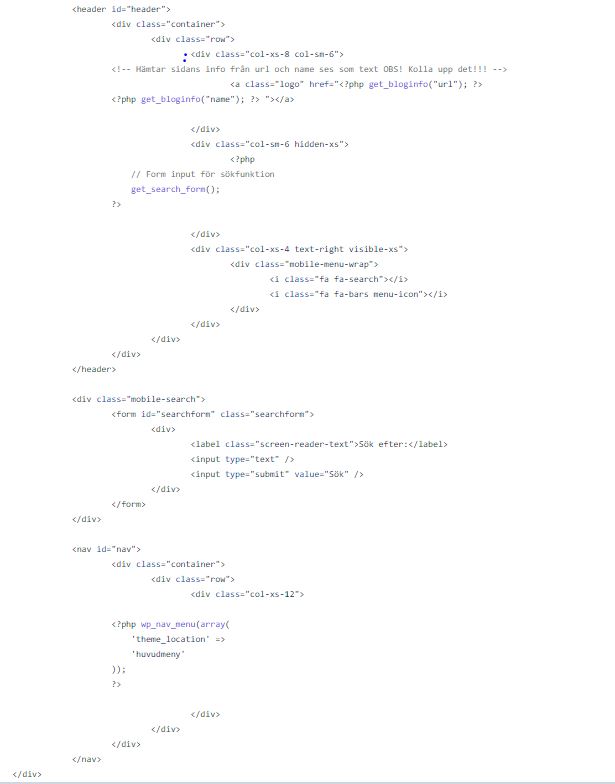 <header id="header">
<div class="container">
<div class="row">
<div class="col-xs-8 col-sm-6">
<!-- Hämtar sidans info från url och name ses som text OBS! Kolla upp det!!! -->
<a class="logo" href="<?php get_bloginfo("url"); ?>
<?php get_bloginfo("name"); ?> "></a>
</div>
<div class="col-sm-6 hidden-xs">
<?php
// Form input för sökfunktion
get_search_form();
?>
</div>
<div class="col-xs-4 text-right visible-xs">
<div class="mobile-menu-wrap">
<i class="fa fa-search"></i>
<i class="fa fa-bars menu-icon"></i>
</div>
</div>
</div>
</div>
</header>
<div class="mobile-search">
<form id="searchform" class="searchform">
<div>
<label class="screen-reader-text">Sök efter:</label>
<input type="text" />
<input type="submit" value="Sök" />
</div>
</form>
</div>
<nav id="nav">
<div class="container">
<div class="row">
<div class="col-xs-12">
<?php wp_nav_menu(array(
'theme_location' =>
'huvudmeny'
));
?>
</div>
</div>
</div>
</nav>
</div>